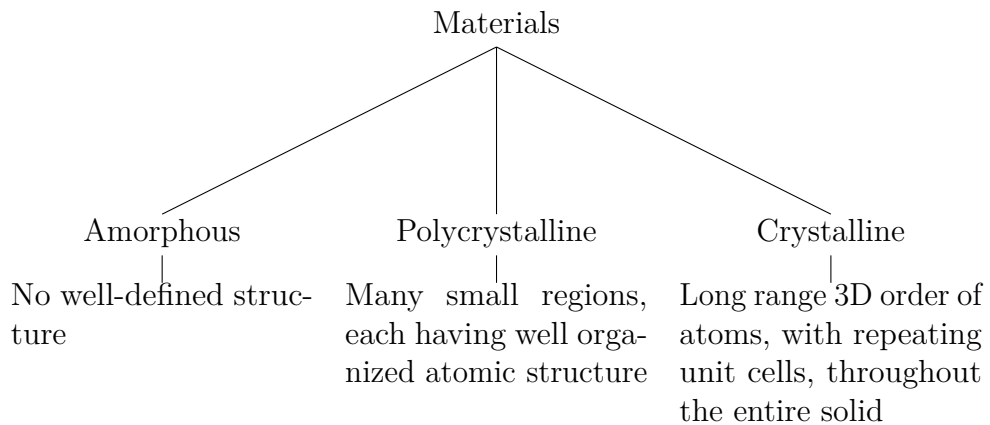 Materials
Amorphous
Polycrystalline
Crystalline
No well-defined struc-
ture
Many small regions,
each having well orga-
nized atomic structure
Long range 3D order of
atoms, with repeating
unit cells, throughout
the entire solid